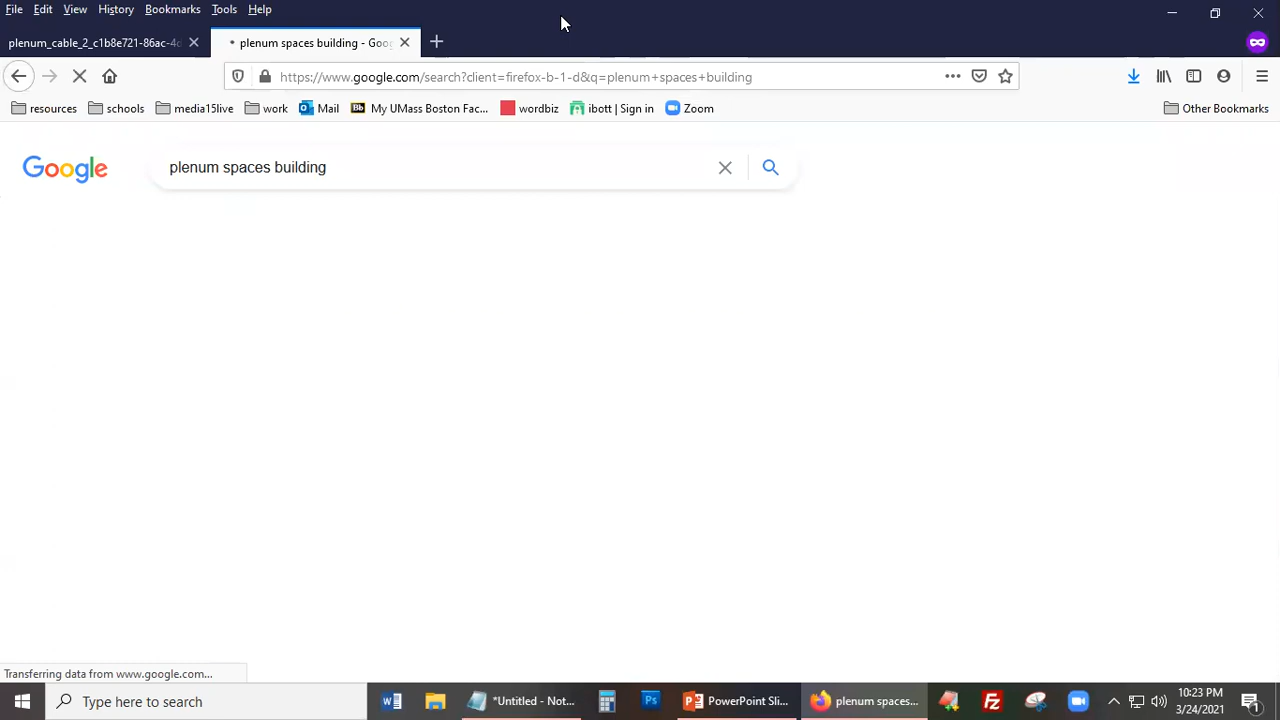 File Edit View History Bookmarks Tools Help
plenum_cable_2_c1b8e721-86ac-4d
plenum spaces building - Goog
https://www.google.com/search?client=firefox-b-1-d&q=plenum+spaces+building
resources schools media15live work Mail Bb My UMass Boston Fac... wordbiz ibott | Sign in Zoom Other Bookmarks
Google plenum spaces building
Transferring data from www.google.com...
Type here to search *Untitled - Not... PowerPoint Sli... plenum spaces... 10:23 PM
3/24/2021